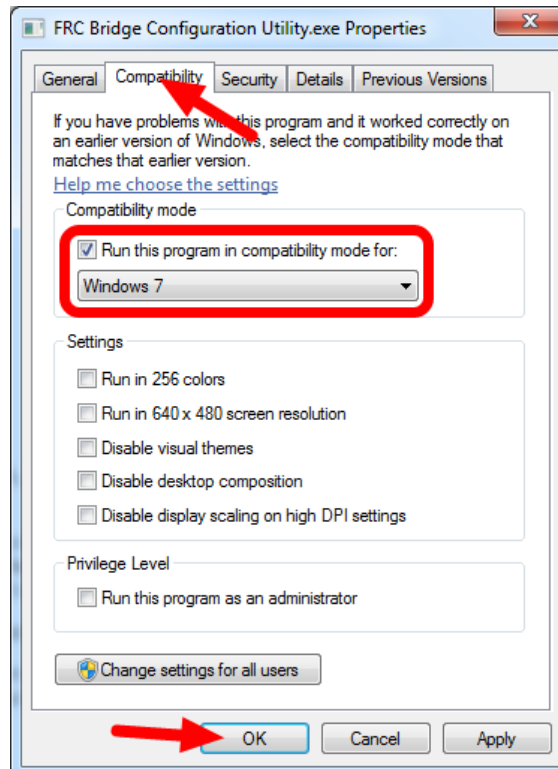 FRC Bridge Configuration Utility.exe Properties
General Compatibility Security Details Previous Versions
If you have problems with this program and it worked correctly on
an earlier version of Windows, select the compatibility mode that
matches that earlier version.
Help me choose the settings
Compatibility mode
Run this program in compatibility mode for:
Windows 7
Settings
Run in 256 colors
Run in 640 x 480 screen resolution
Disable visual themes
Disable desktop composition
Disable display scaling on high DPI settings
Privilege Level
Run this program as an administrator
Change settings for all users
OK Cancel Apply